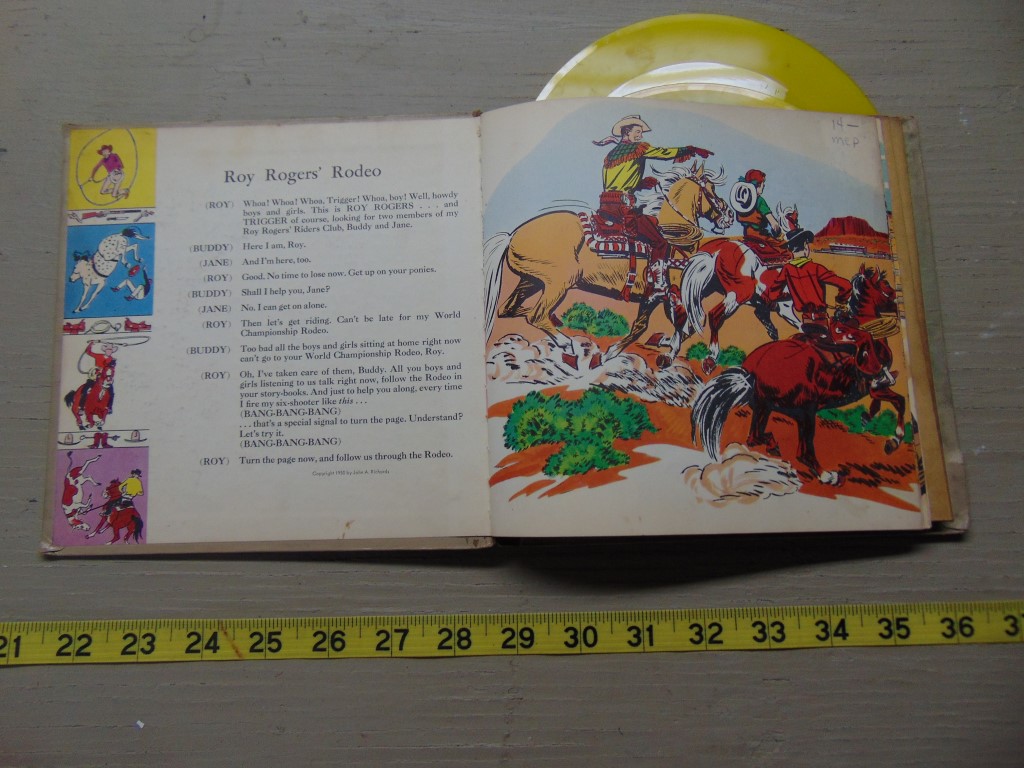 Roy Rogers' Rodeo
(ROY) Whoa! Whoa! Whoa, Trigger! Whoa, boy! Well, howdy
boys and girls. This is ROY ROGERS . . . and
TRIGGER of course, looking for two members of my
Roy Rogers' Riders Club, Buddy and Jane.
(BUDDY) Here I am, Roy.
(JANE) And I'm here, too.
(ROY) Good. No time to lose now. Get up on your ponies.
(BUDDY) Shall I help you, Jane?
(JANE) No. I can get on alone.
(ROY) Then let's get riding. Can't be late for my World
Championship Rodeo.
(BUDDY) Too bad all the boys and girls sitting at home right now
can't go to your World Championship Rodeo, Roy.
(ROY) Oh, I've taken care of them, Buddy. All you boys and
girls listening to us talk right now, follow the Rodeo in
your story-books. And just to help you along, every time
I fire my six-shooter like this . . .
(BANG-BANG-BANG)
. . . that's a special signal to turn the page. Understand?
Let's try it.
(BANG-BANG-BANG)
(ROY) Turn the page now, and follow us through the Rodeo.
Copyright 1950 by John A. Richards
14 —
mcp
21 22 23 24 25 26 27 28 29 30 31 32 33 34 35 36